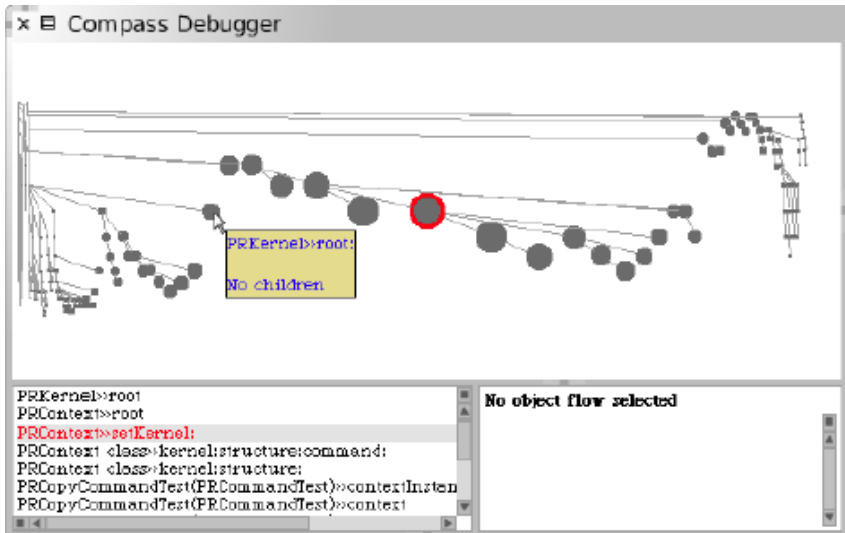 Compass Debugger
PRKernel»root:
No children
PRKernel»root
PRContext»root
PRContext»setKernel:
PRContext class»kernel:structure:command:
PRContext class»kernel:structure:
PRCopyCommandTest(PRCommandTest)»contextInstan
PRCopyCommandTest(PRCommandTest)»context
No object flow selected